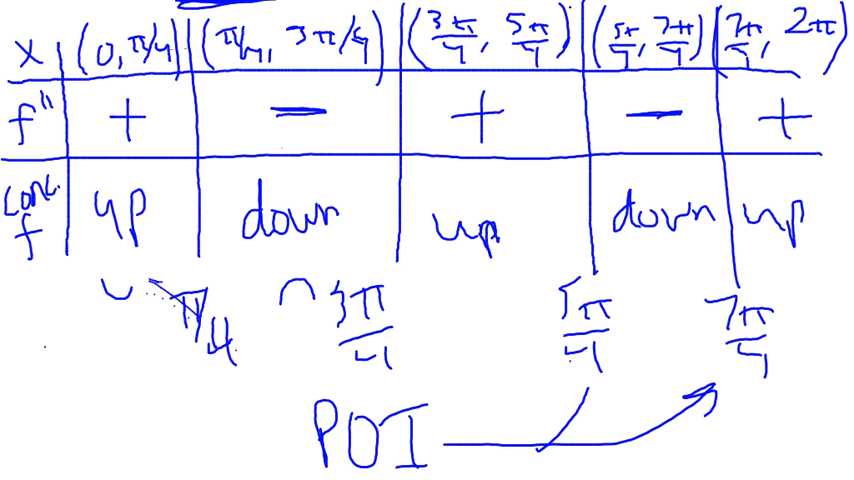 x | (0, π/4) | (π/4, 3π/4) | (3π/4, 5π/4) | (5π/4, 7π/4) | (7π/4, 2π)
f" | + | − | + | − | +
conc. f | up | down | up | down | up
π/4 3π/4 5π/4 7π/4
POI